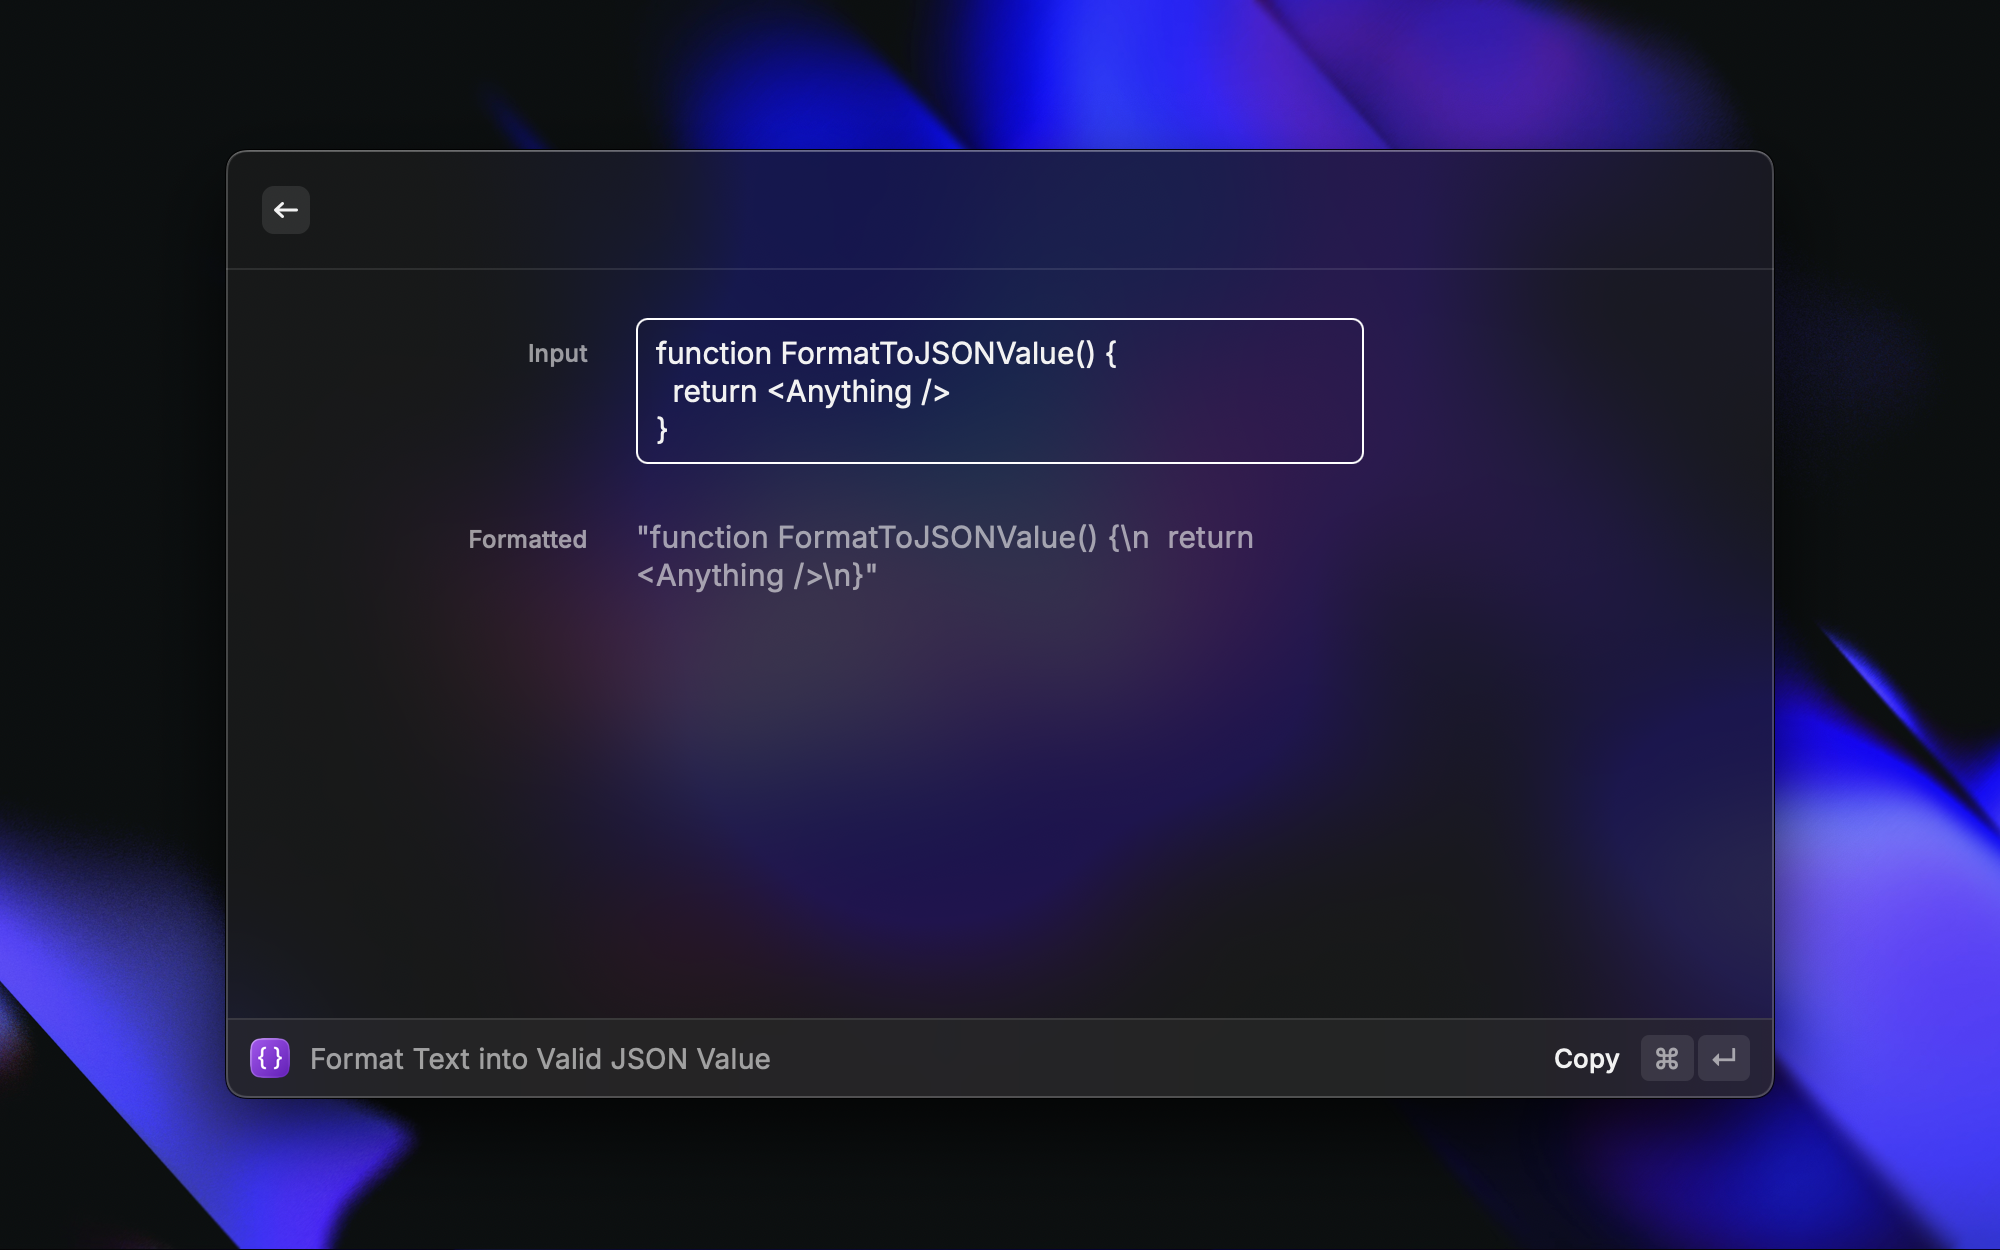 Input
function FormatToJSONValue() {
  return <Anything />
}
Formatted
"function FormatToJSONValue() {\n  return
<Anything />\n}"
{} Format Text into Valid JSON Value
Copy ⌘ ↵